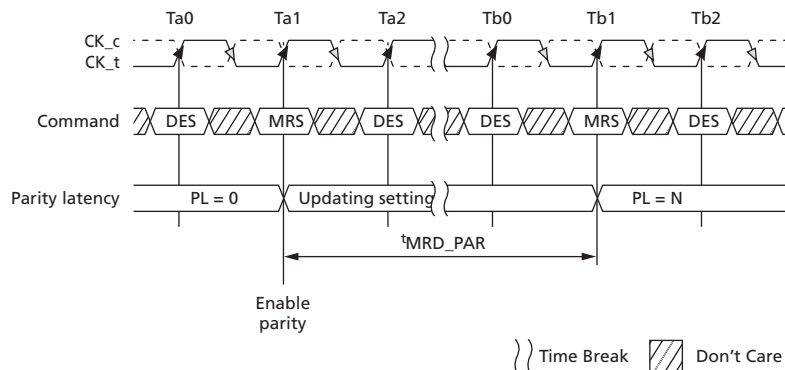 Ta0 Ta1 Ta2 Tb0 Tb1 Tb2
CK_c
CK_t
Command DES MRS DES DES MRS DES
Parity latency PL = 0 Updating setting PL = N
tMRD_PAR
Enable
parity
Time Break Don't Care